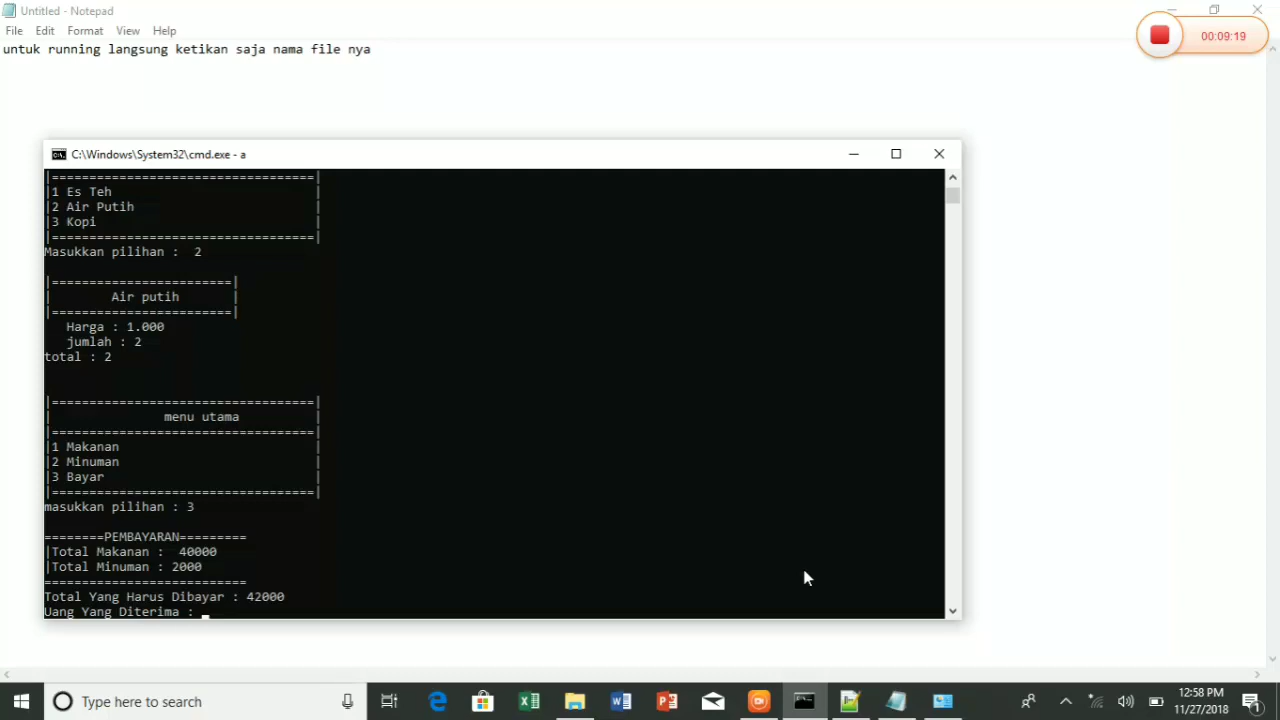 Untitled - Notepad
File Edit Format View Help
untuk running langsung ketikan saja nama file nya
00:09:19
C:\Windows\System32\cmd.exe - a
|===================================|
|1 Es Teh                           |
|2 Air Putih                        |
|3 Kopi                             |
|===================================|
Masukkan pilihan :  2
|========================|
|        Air putih       |
|========================|
   Harga : 1.000
   jumlah : 2
total : 2
|===================================|
|               menu utama          |
|===================================|
|1 Makanan                          |
|2 Minuman                          |
|3 Bayar                            |
|===================================|
masukkan pilihan : 3
========PEMBAYARAN=========
|Total Makanan :  40000
|Total Minuman : 2000
===========================
Total Yang Harus Dibayar : 42000
Uang Yang Diterima :
Type here to search
12:58 PM
11/27/2018
1